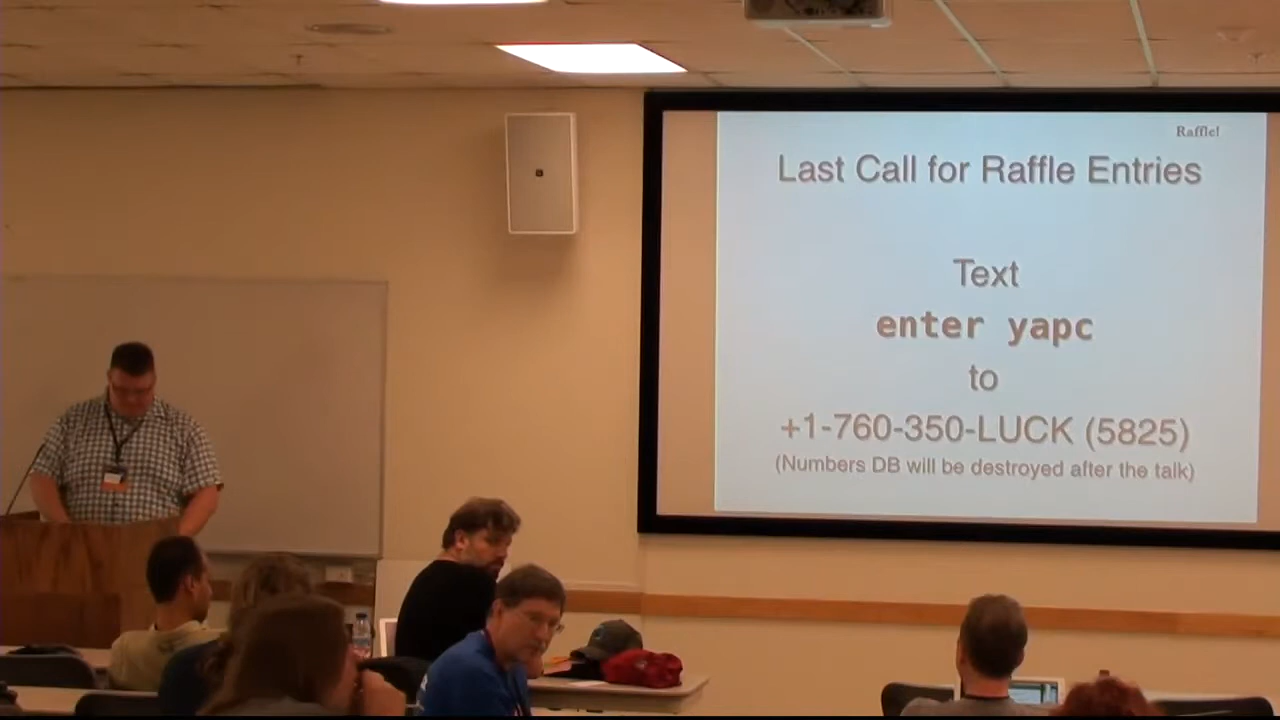 Raffle!
Last Call for Raffle Entries
Text
enter yapc
to
+1-760-350-LUCK (5825)
(Numbers DB will be destroyed after the talk)